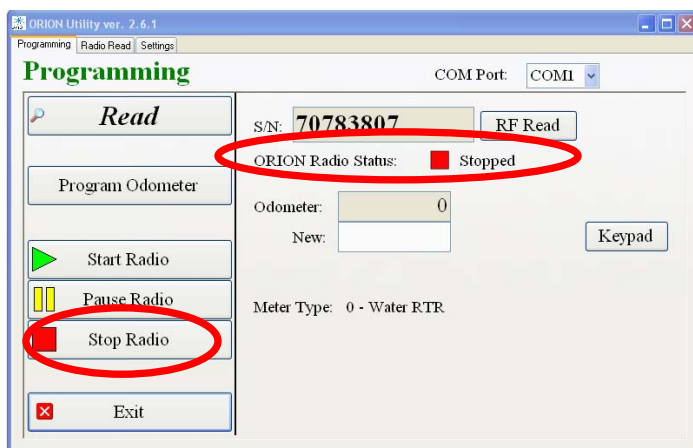 ORION Utility ver. 2.6.1
Programming Radio Read Settings
Programming
COM Port: COM1
Read
S/N: 70783807 RF Read
ORION Radio Status: Stopped
Program Odometer
Odometer: 0
New:
Keypad
Start Radio
Pause Radio
Meter Type: 0 - Water RTR
Stop Radio
Exit